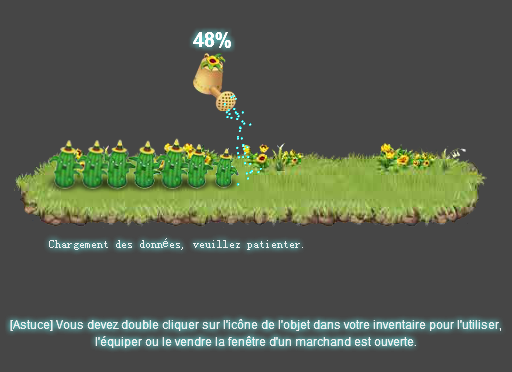 48%
Chargement des données, veuillez patienter.
[Astuce] Vous devez double cliquer sur l'icône de l'objet dans votre inventaire pour l'utiliser,
l'équiper ou le vendre la fenêtre d'un marchand est ouverte.